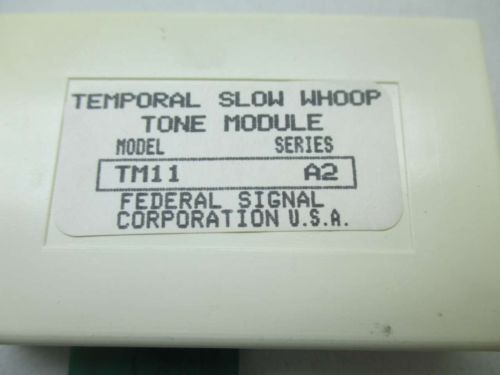 TEMPORAL SLOW WHOOP
TONE MODULE
MODEL SERIES
TM11 A2
FEDERAL SIGNAL
CORPORATION U.S.A.